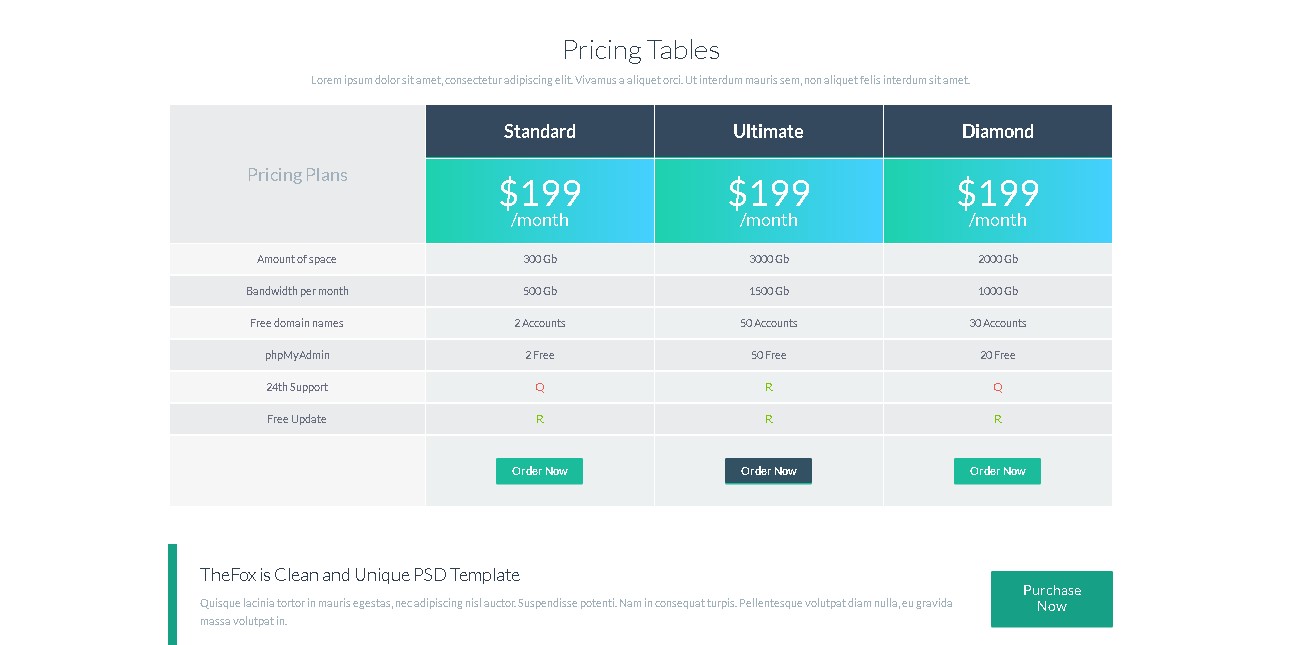 Pricing Tables
Lorem ipsum dolor sit amet, consectetur adipiscing elit. Vivamus a aliquet orci. Ut interdum mauris sem, non aliquet felis interdum sit amet.
Pricing Plans Standard Ultimate Diamond
$199 $199 $199
/month /month /month
Amount of space 300 Gb 3000 Gb 2000 Gb
Bandwidth per month 500 Gb 1500 Gb 1000 Gb
Free domain names 2 Accounts 50 Accounts 30 Accounts
phpMyAdmin 2 Free 50 Free 20 Free
24th Support Q R Q
Free Update R R R
Order Now Order Now Order Now
TheFox is Clean and Unique PSD Template
Quisque lacinia tortor in mauris egestas, nec adipiscing nisl auctor. Suspendisse potenti. Nam in consequat turpis. Pellentesque volutpat diam nulla, eu gravida
massa volutpat in.
Purchase
Now